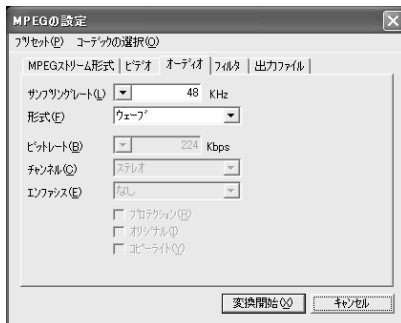 MPEGの設定
プリセット(P) コーデックの選択(O)
MPEGストリーム形式 ビデオ オーディオ フィルタ 出力ファイル
サンプリングレート(L) 48 KHz
形式(F) ウェーブ
ビットレート(B) 224 Kbps
チャンネル(C) ステレオ
エンファシス(E) なし
プロテクション(R)
オリジナル(I)
コピーライト(Y)
変換開始(X) キャンセル